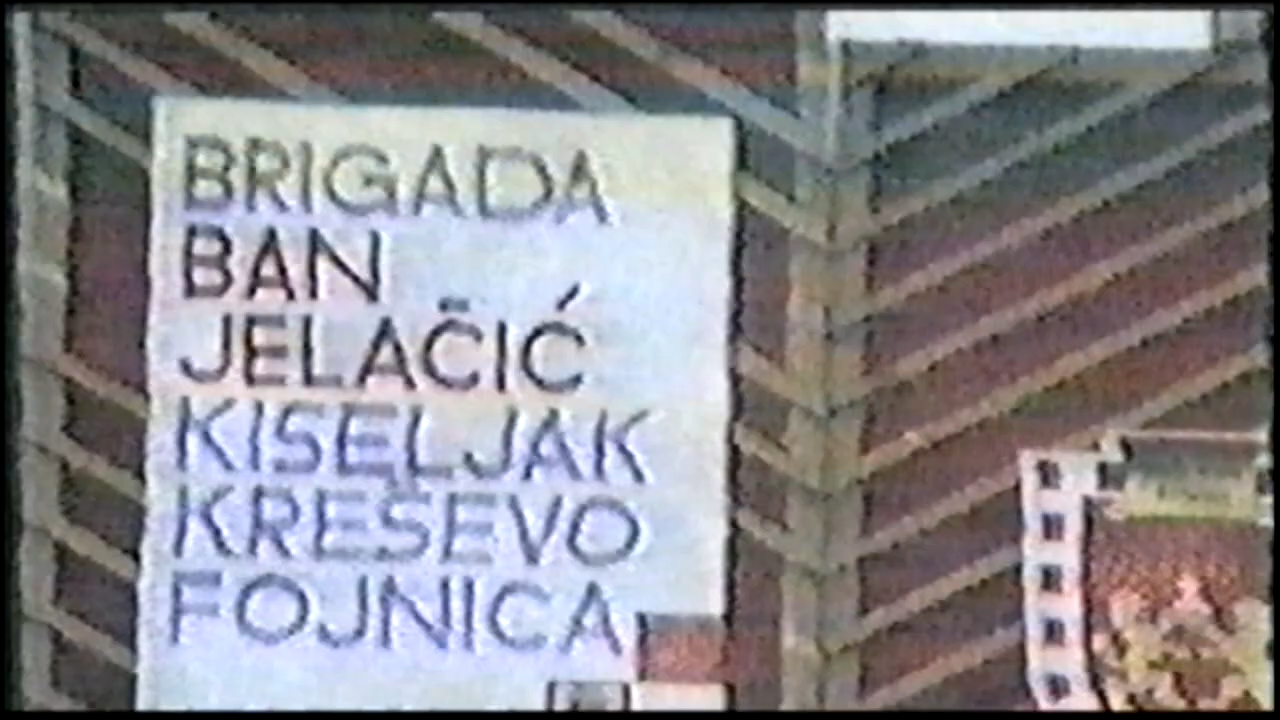 BRIGADA
BAN
JELAČIĆ
KISELJAK
KREŠEVO
FOJNICA